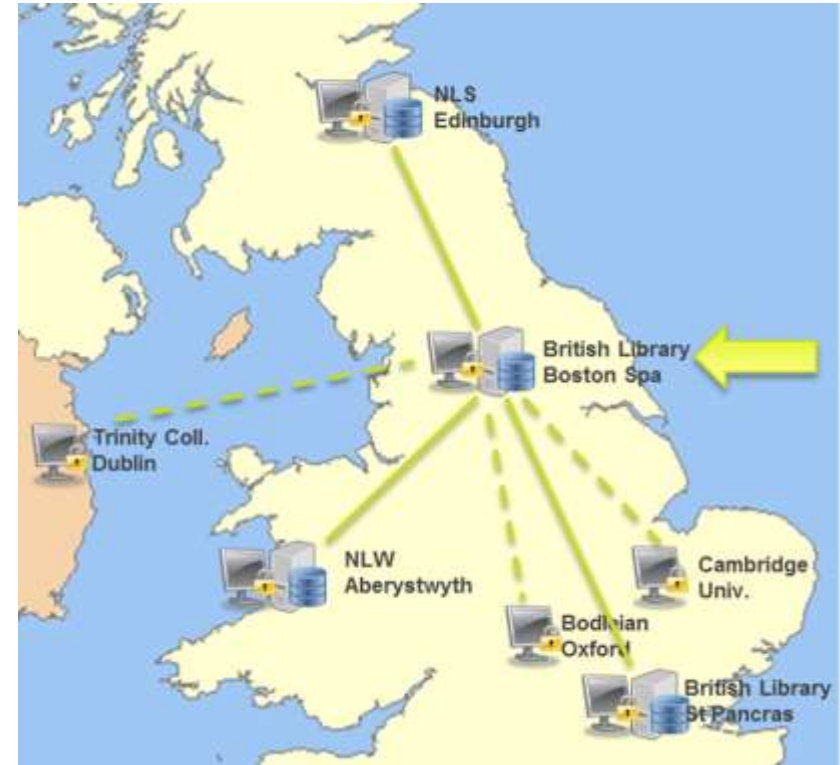 NLS
Edinburgh
British Library
Boston Spa
Trinity Coll.
Dublin
NLW
Aberystwyth
Cambridge
Univ.
Bodleian
Oxford
British Library
St Pancras